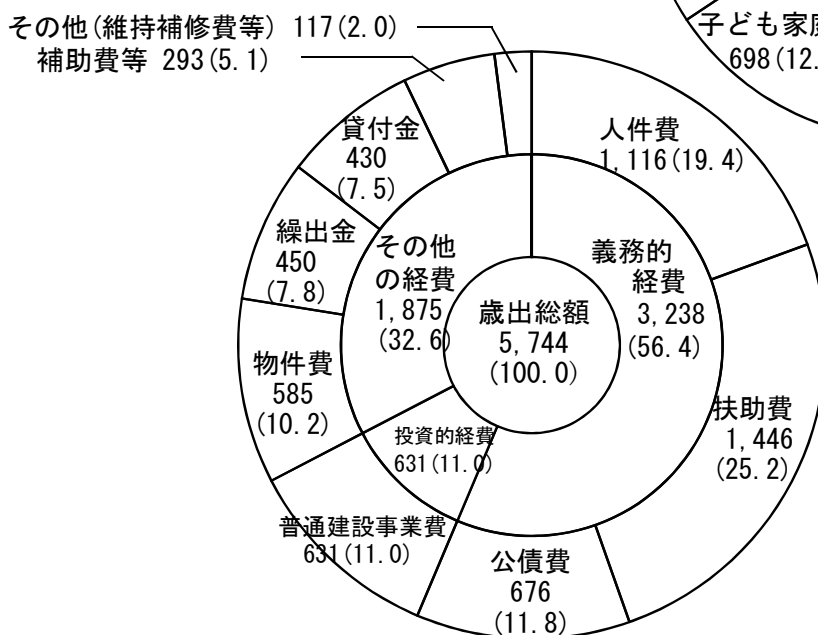 その他(維持補修費等) 117(2.0)
補助費等 293(5.1)
子ども家
698(12.
貸付金
430
(7.5)
人件費
1,116(19.4)
繰出金
450
(7.8)
その他
の経費
1,875
(32.6)
義務的
経費
3,238
(56.4)
歳出総額
5,744
(100.0)
物件費
585
(10.2)
投資的経費
631(11.0)
扶助費
1,446
(25.2)
普通建設事業費
631(11.0)
公債費
676
(11.8)